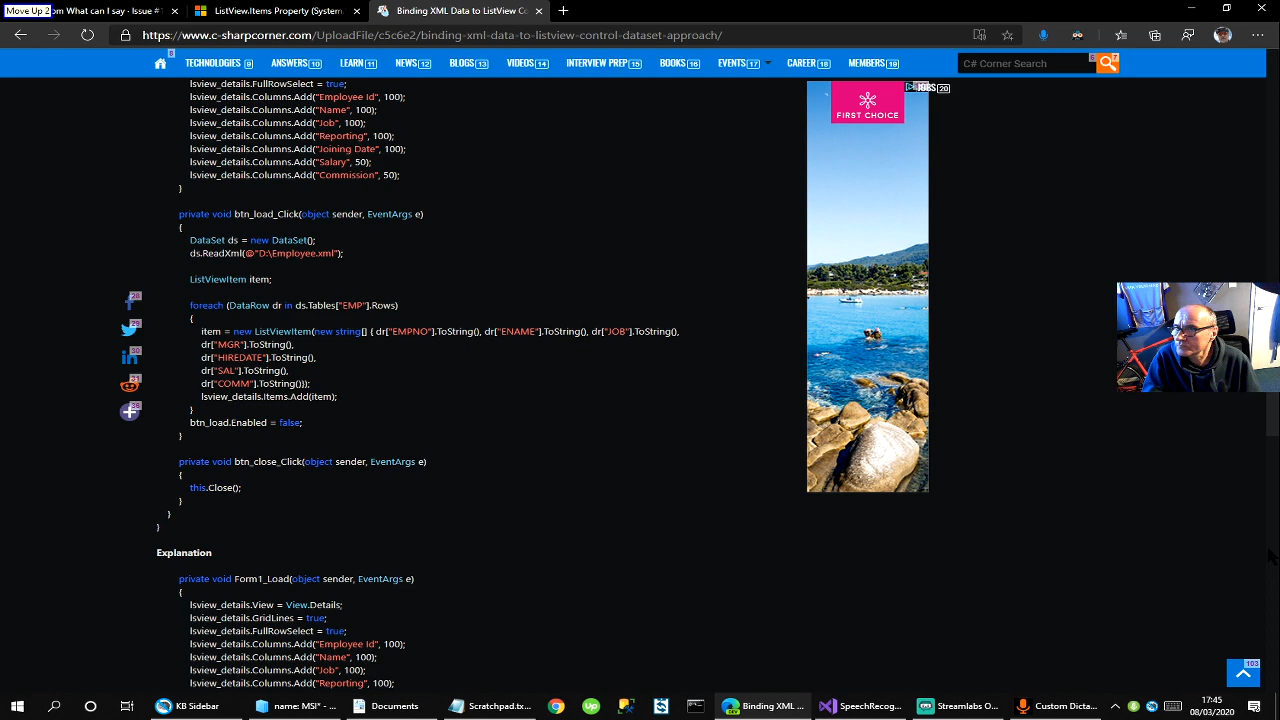 Move Up 2
om What can I say - Issue #1
ListView.Items Property (System.
Binding XML Data to ListView Co
https://www.c-sharpcorner.com/UploadFile/c5c6e2/binding-xml-data-to-listview-control-dataset-approach/
8
TECHNOLOGIES 9 ANSWERS 10 LEARN 11 NEWS 12 BLOGS 13 VIDEOS 14 INTERVIEW PREP 15 BOOKS 16 EVENTS 17 CAREER 18 MEMBERS 19
C# Corner Search
7
JOBS 20
FIRST CHOICE
lsview_details.FullRowSelect = true;
lsview_details.Columns.Add("Employee Id", 100);
lsview_details.Columns.Add("Name", 100);
lsview_details.Columns.Add("Job", 100);
lsview_details.Columns.Add("Reporting", 100);
lsview_details.Columns.Add("Joining Date", 100);
lsview_details.Columns.Add("Salary", 50);
lsview_details.Columns.Add("Commission", 50);
}
private void btn_load_Click(object sender, EventArgs e)
{
DataSet ds = new DataSet();
ds.ReadXml(@"D:\Employee.xml");
ListViewItem item;
foreach (DataRow dr in ds.Tables["EMP"].Rows)
{
item = new ListViewItem(new string[] { dr["EMPNO"].ToString(), dr["ENAME"].ToString(), dr["JOB"].ToString(),
dr["MGR"].ToString(),
dr["HIREDATE"].ToString(),
dr["SAL"].ToString(),
dr["COMM"].ToString()});
lsview_details.Items.Add(item);
}
btn_load.Enabled = false;
}
private void btn_close_Click(object sender, EventArgs e)
{
this.Close();
}
}
}
Explanation
private void Form1_Load(object sender, EventArgs e)
{
lsview_details.View = View.Details;
lsview_details.GridLines = true;
lsview_details.FullRowSelect = true;
lsview_details.Columns.Add("Employee Id", 100);
lsview_details.Columns.Add("Name", 100);
lsview_details.Columns.Add("Job", 100);
lsview_details.Columns.Add("Reporting", 100);
103
KB Sidebar
name: MSI* - ...
Documents
Scratchpad.tx...
Up
Binding XML ...
SpeechRecog...
Streamlabs O...
Custom Dicta...
17:45
08/03/2020